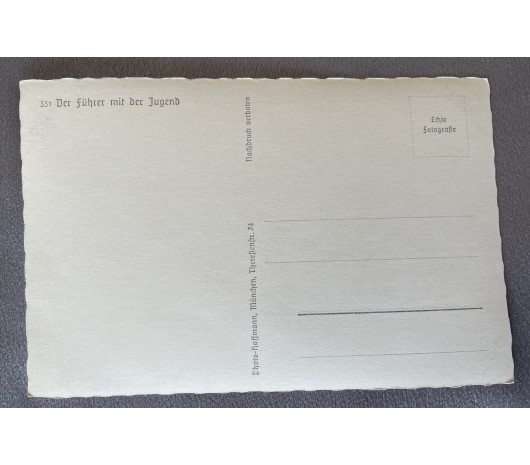 331 Der Führer mit der Jugend
Nachdruck verboten
Echte
Fotografie
Photo-Hoffmann, München, Theresienstr. 74